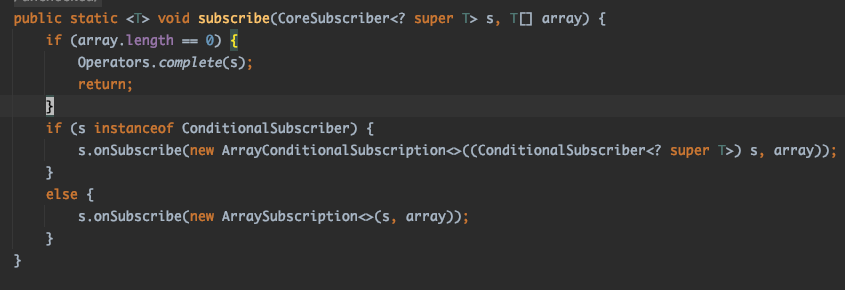 public static <T> void subscribe(CoreSubscriber<? super T> s, T[] array) {
    if (array.length == 0) {
        Operators.complete(s);
        return;
    }
    if (s instanceof ConditionalSubscriber) {
        s.onSubscribe(new ArrayConditionalSubscription<>((ConditionalSubscriber<? super T>) s, array));
    }
    else {
        s.onSubscribe(new ArraySubscription<>(s, array));
    }
}